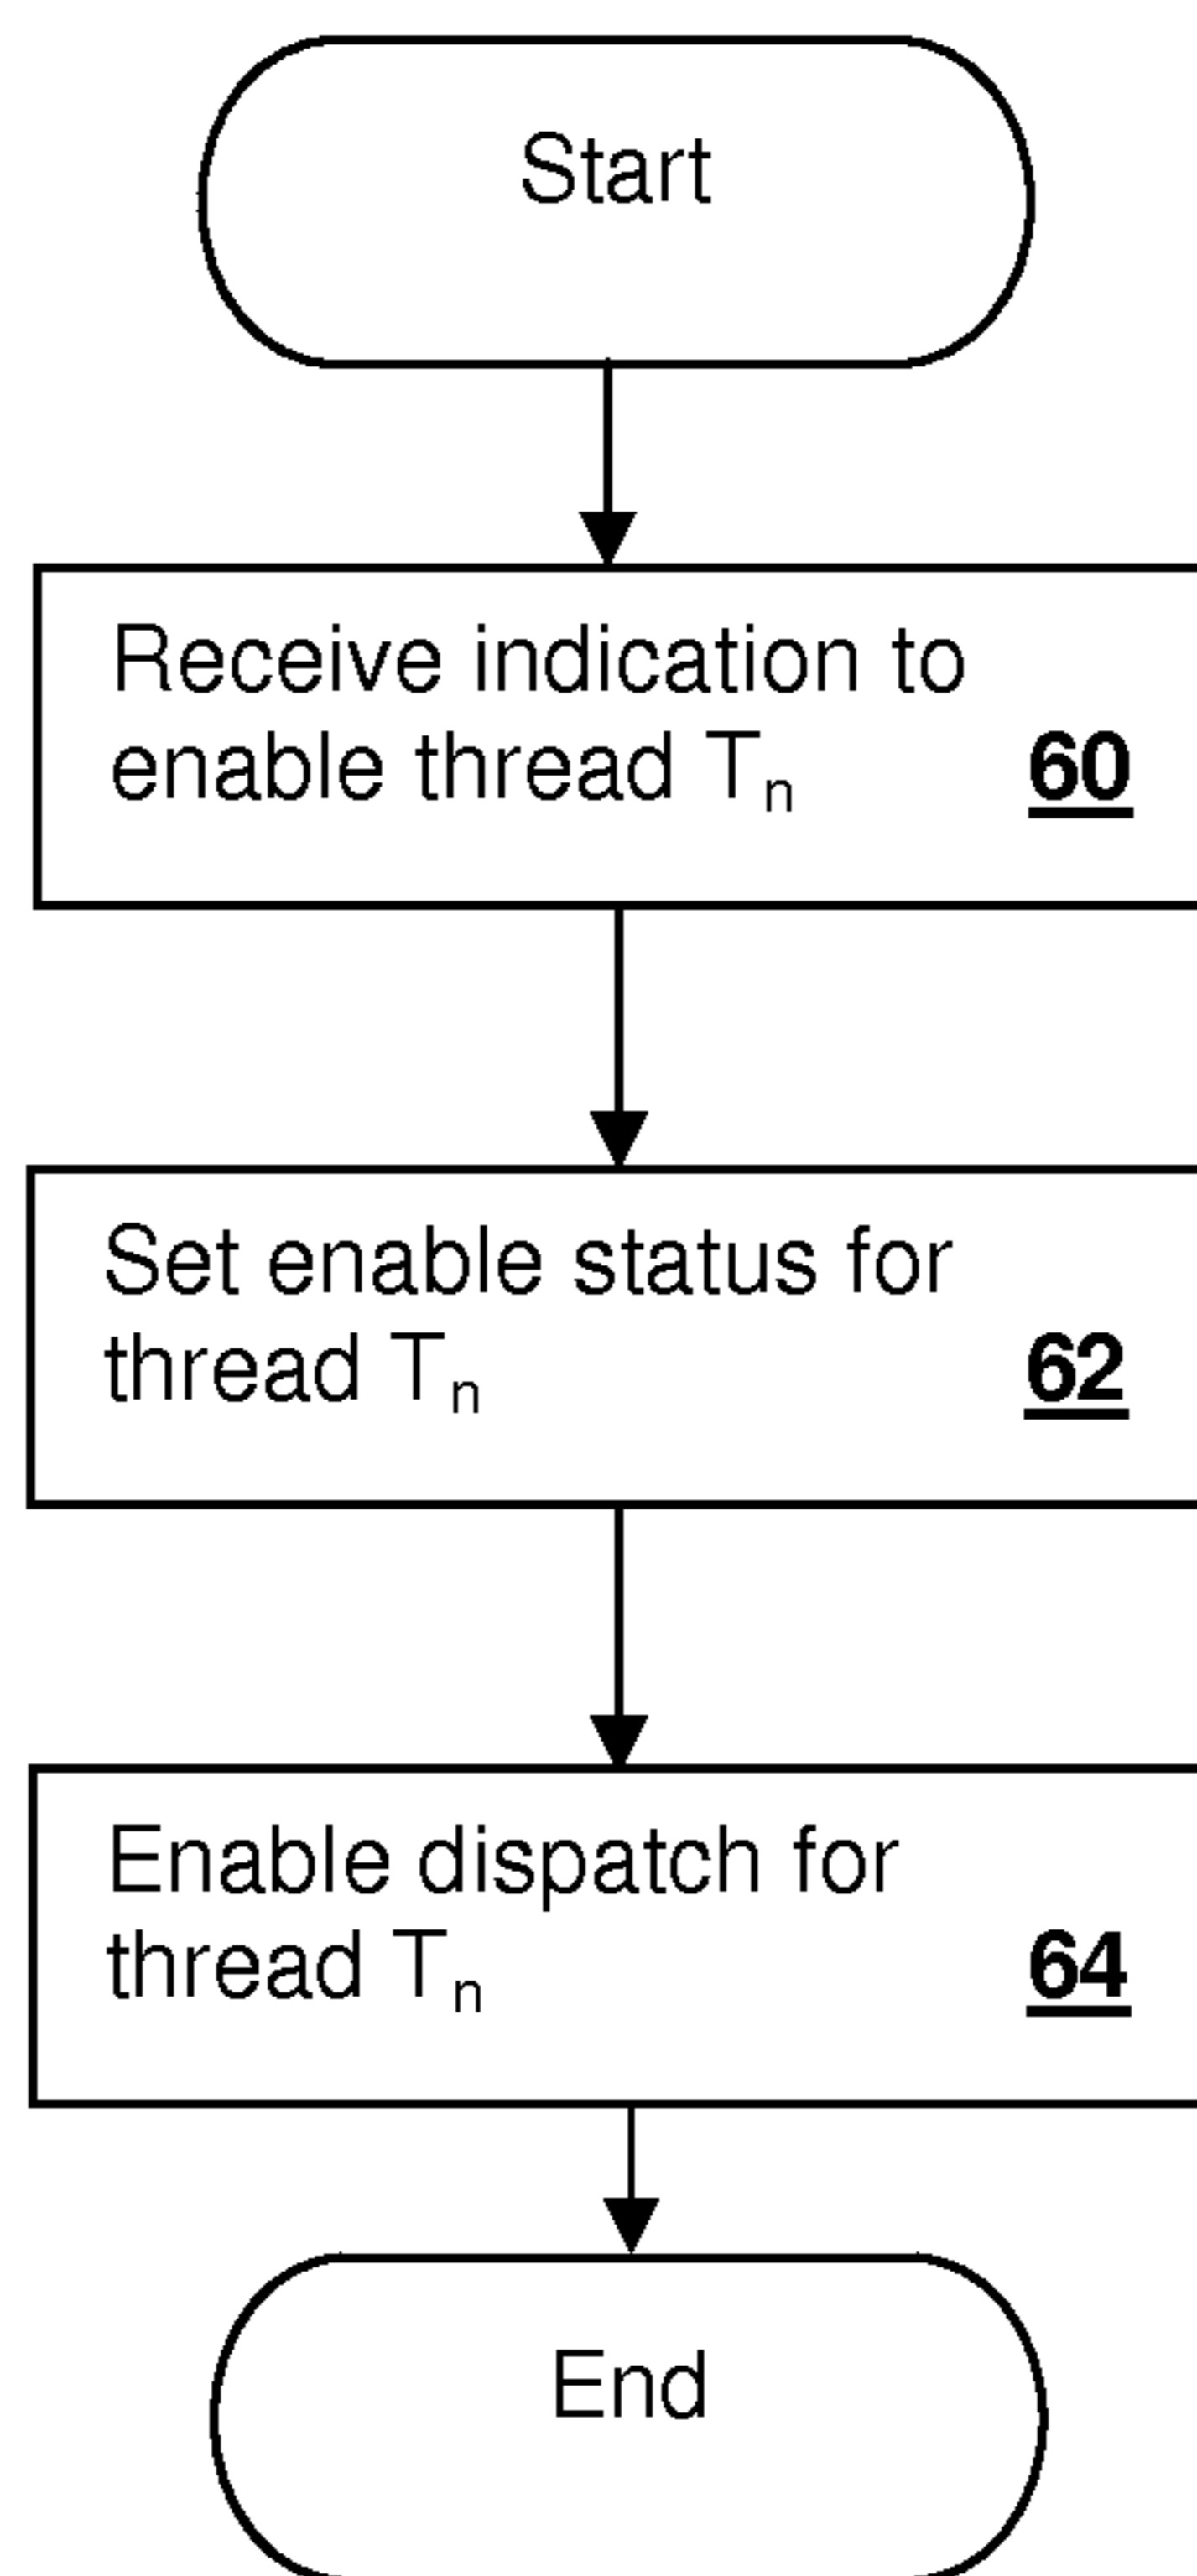 Start
Receive indication to
enable thread Tn 60
Set enable status for
thread Tn 62
Enable dispatch for
thread Tn 64
End